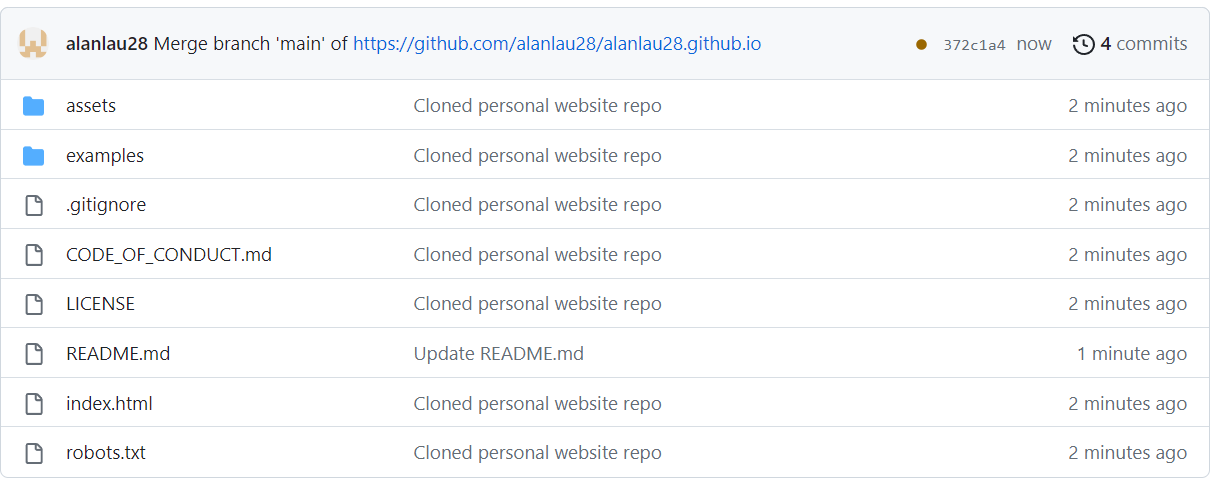 alanlau28 Merge branch 'main' of https://github.com/alanlau28/alanlau28.github.io 372c1a4 now 4 commits
assets Cloned personal website repo 2 minutes ago
examples Cloned personal website repo 2 minutes ago
.gitignore Cloned personal website repo 2 minutes ago
CODE_OF_CONDUCT.md Cloned personal website repo 2 minutes ago
LICENSE Cloned personal website repo 2 minutes ago
README.md Update README.md 1 minute ago
index.html Cloned personal website repo 2 minutes ago
robots.txt Cloned personal website repo 2 minutes ago